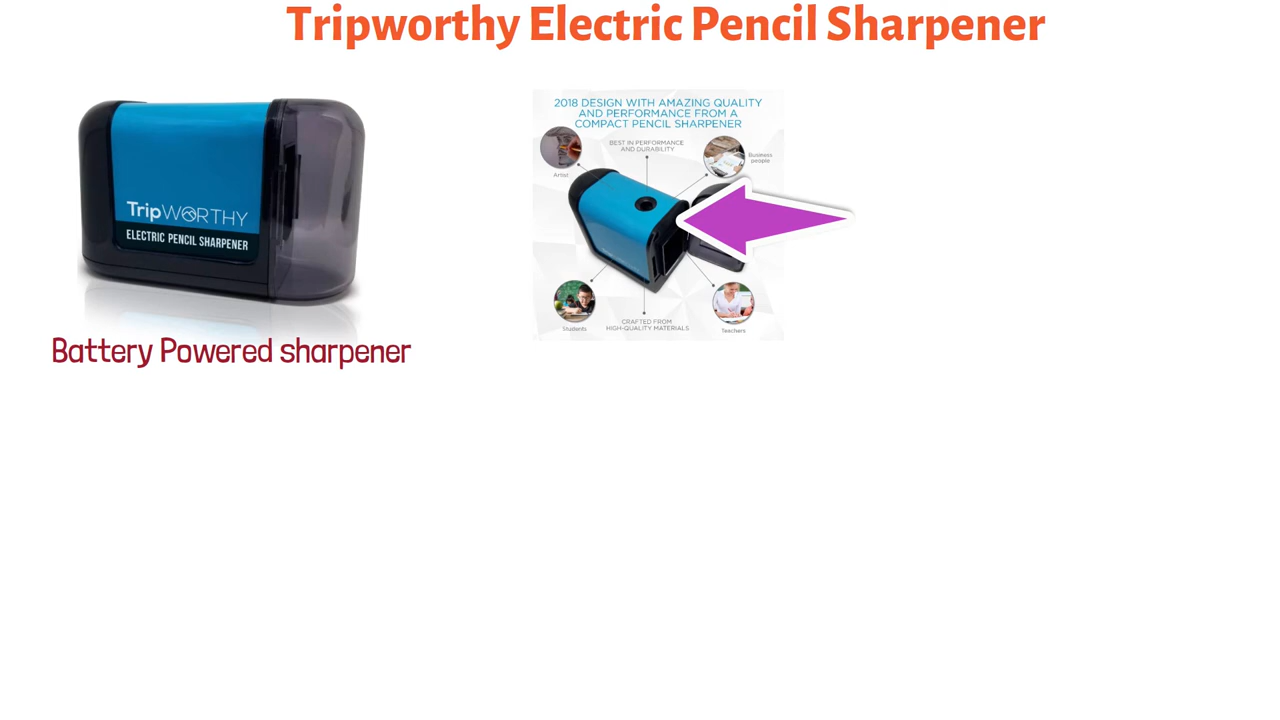 Tripworthy Electric Pencil Sharpener
TripWORTHY
ELECTRIC PENCIL SHARPENER
Battery Powered sharpener
2018 DESIGN WITH AMAZING QUALITY
AND PERFORMANCE FROM A
COMPACT PENCIL SHARPENER
BEST IN PERFORMANCE
AND DURABILITY
Artist
Business
people
Students
CRAFTED FROM
HIGH-QUALITY MATERIALS
Teachers